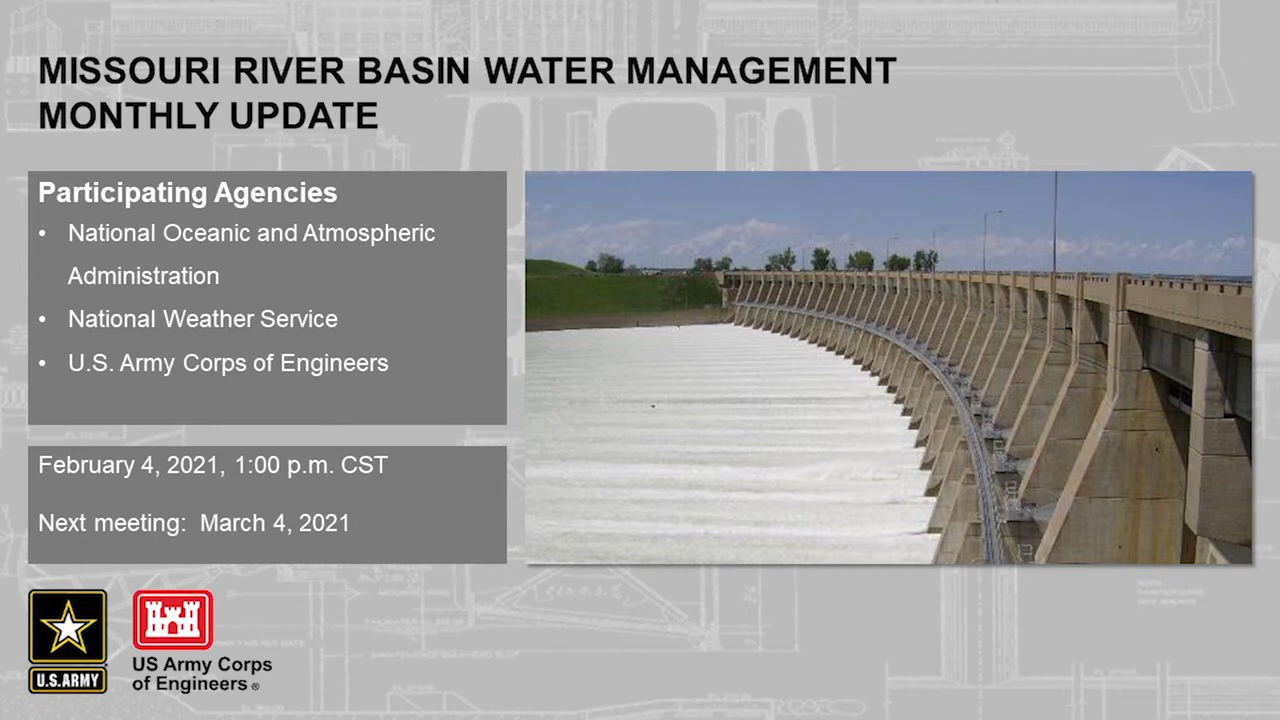 MISSOURI RIVER BASIN WATER MANAGEMENT
MONTHLY UPDATE
Participating Agencies
• National Oceanic and Atmospheric
Administration
• National Weather Service
• U.S. Army Corps of Engineers
February 4, 2021, 1:00 p.m. CST
Next meeting: March 4, 2021
U.S.ARMY
US Army Corps
of Engineers ®